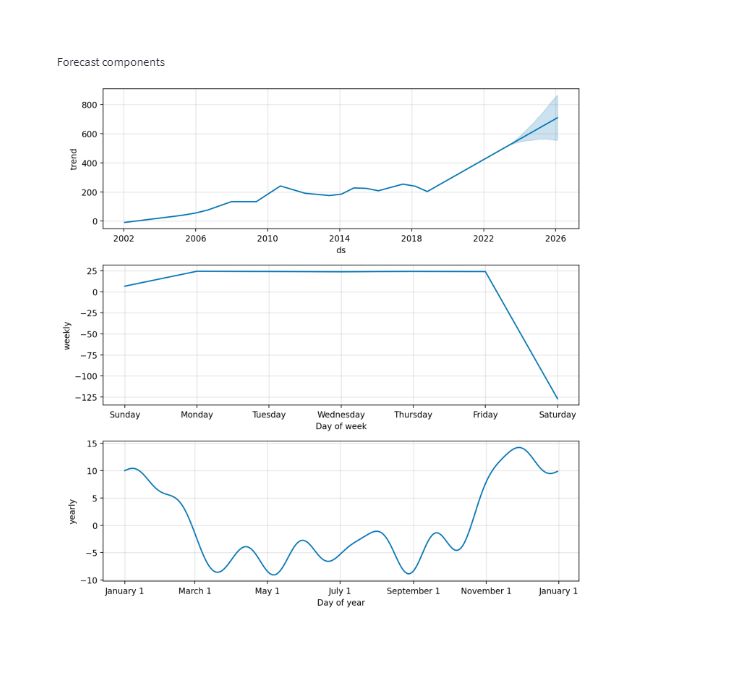 Forecast components
800
600
400
200
0
trend
2002 2006 2010 2014 2018 2022 2026
ds
25
0
−25
−50
−75
−100
−125
weekly
Sunday Monday Tuesday Wednesday Thursday Friday Saturday
Day of week
15
10
5
0
−5
−10
yearly
January 1 March 1 May 1 July 1 September 1 November 1 January 1
Day of year